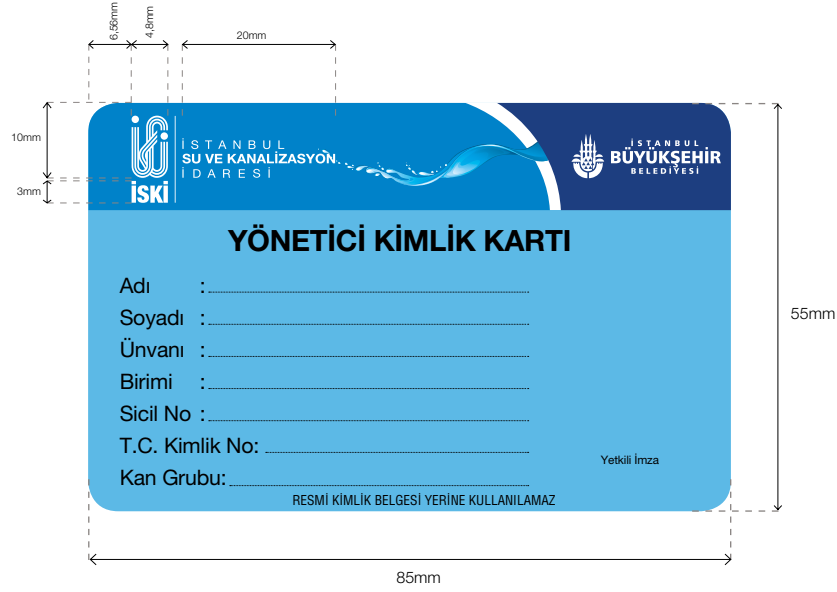 6,56mm
4,8mm
20mm
10mm
3mm
İSKİ
İSTANBUL
SU VE KANALİZASYON
İDARESİ
İSTANBUL
BÜYÜKŞEHİR
BELEDİYESİ
YÖNETİCİ KİMLİK KARTI
Adı :
Soyadı :
Ünvanı :
Birimi :
Sicil No :
T.C. Kimlik No:
Kan Grubu:
Yetkili İmza
RESMİ KİMLİK BELGESİ YERİNE KULLANILAMAZ
55mm
85mm